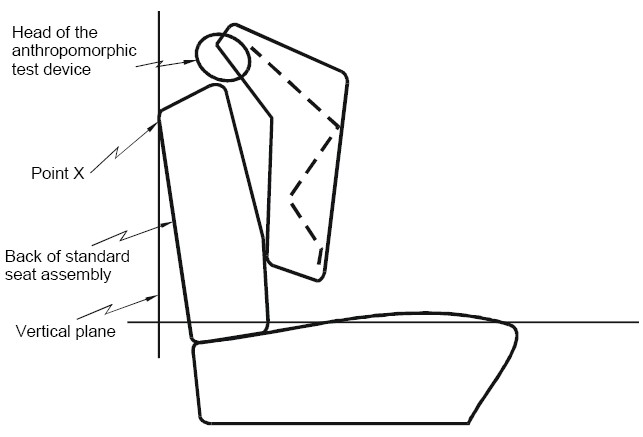 Head of the
anthropomorphic
test device
Point X
Back of standard
seat assembly
Vertical plane